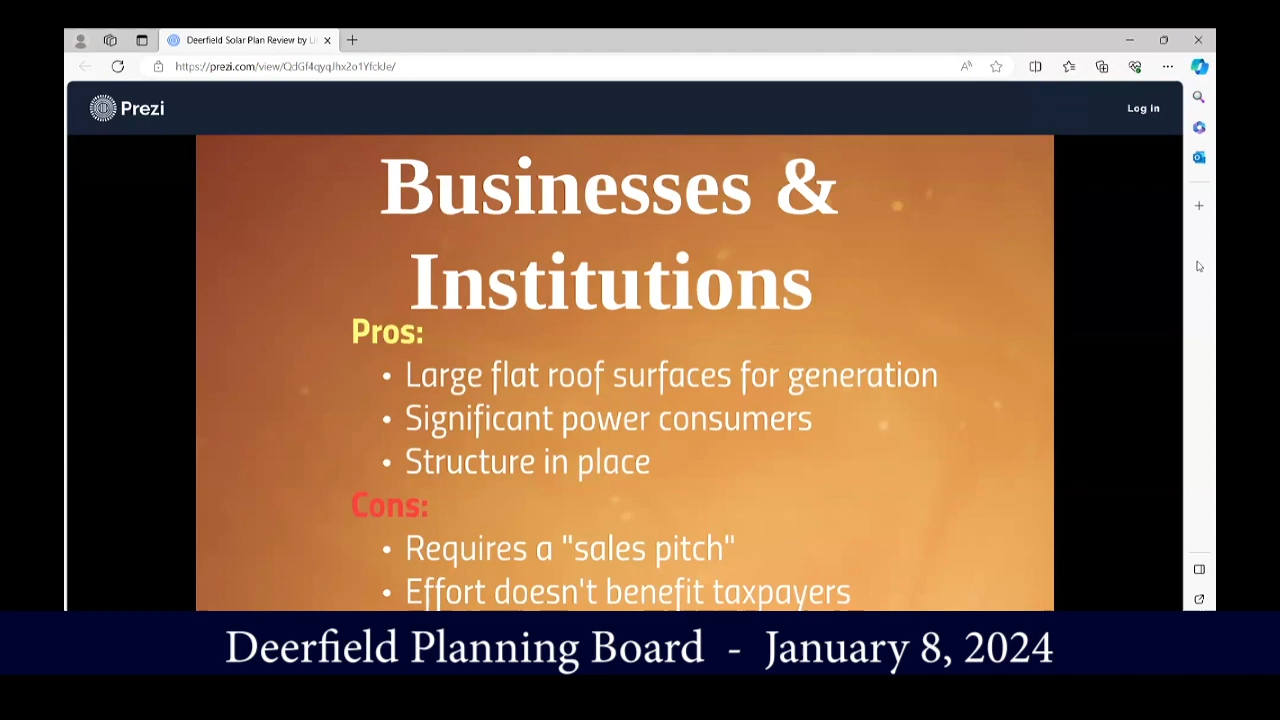 Deerfield Solar Plan Review by Li
https://prezi.com/view/QdGf4qyqJhx2o1YfckJe/
Prezi
Log in
Businesses &
Institutions
Pros:
• Large flat roof surfaces for generation
• Significant power consumers
• Structure in place
Cons:
• Requires a "sales pitch"
• Effort doesn't benefit taxpayers
Deerfield Planning Board - January 8, 2024